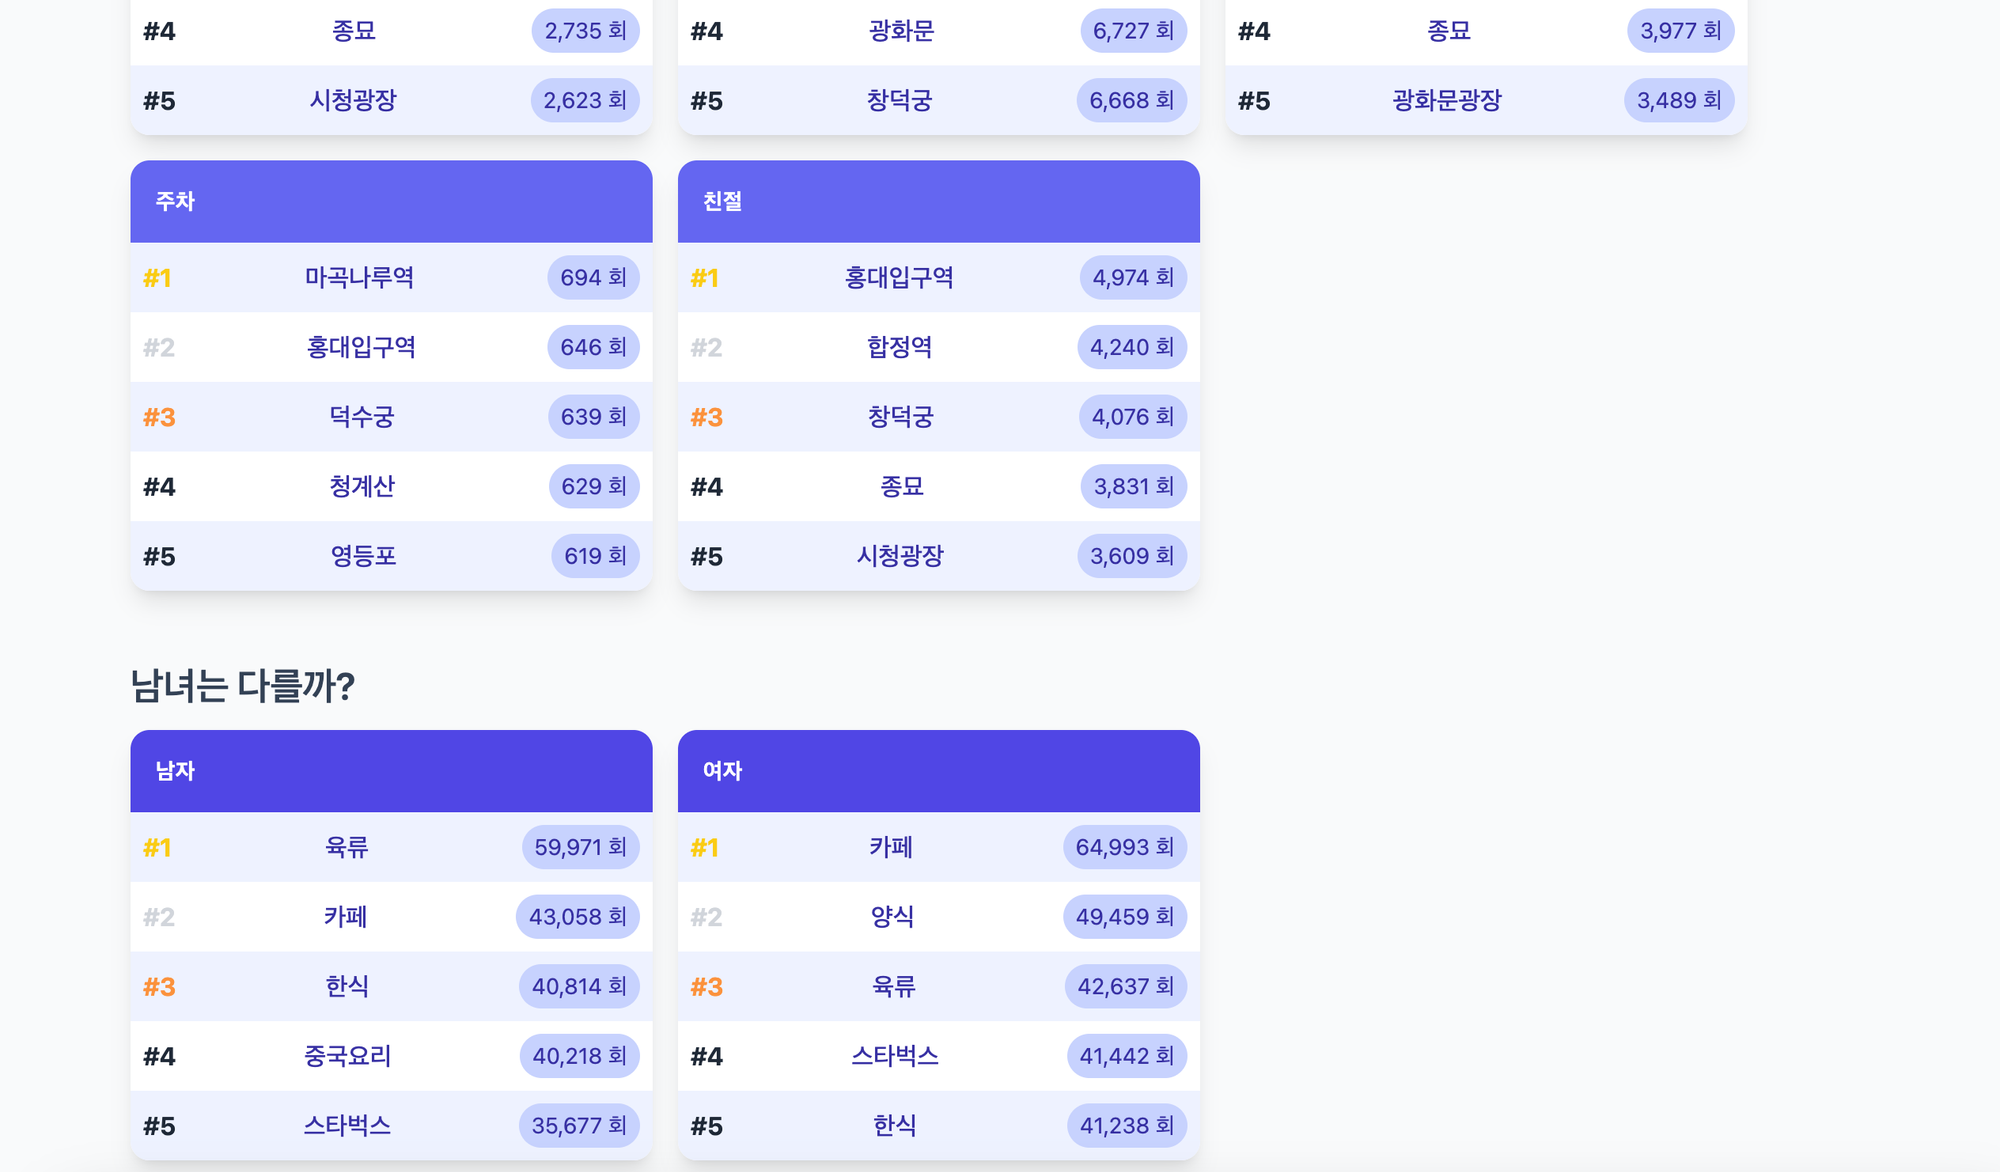 #4 종묘 2,735 회
#5 시청광장 2,623 회
#4 광화문 6,727 회
#5 창덕궁 6,668 회
#4 종묘 3,977 회
#5 광화문광장 3,489 회
주차
#1 마곡나루역 694 회
#2 홍대입구역 646 회
#3 덕수궁 639 회
#4 청계산 629 회
#5 영등포 619 회
친절
#1 홍대입구역 4,974 회
#2 합정역 4,240 회
#3 창덕궁 4,076 회
#4 종묘 3,831 회
#5 시청광장 3,609 회
남녀는 다를까?
남자
#1 육류 59,971 회
#2 카페 43,058 회
#3 한식 40,814 회
#4 중국요리 40,218 회
#5 스타벅스 35,677 회
여자
#1 카페 64,993 회
#2 양식 49,459 회
#3 육류 42,637 회
#4 스타벅스 41,442 회
#5 한식 41,238 회